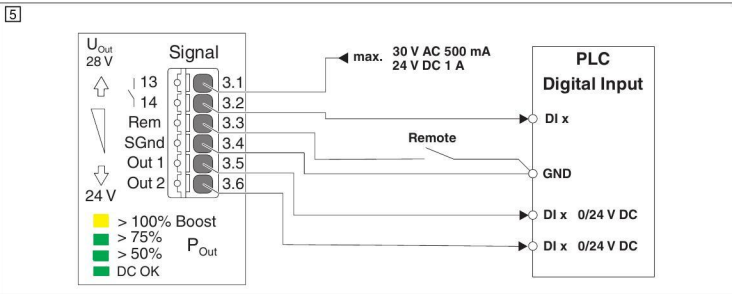 5
U Out
28 V
Signal
13
3.1
14
3.2
Rem
3.3
SGnd
3.4
Out 1
3.5
Out 2
3.6
24 V
> 100% Boost
> 75%
> 50%
P Out
DC OK
max.
30 V AC 500 mA
24 V DC 1 A
Remote
PLC
Digital Input
DI x
GND
DI x 0/24 V DC
DI x 0/24 V DC